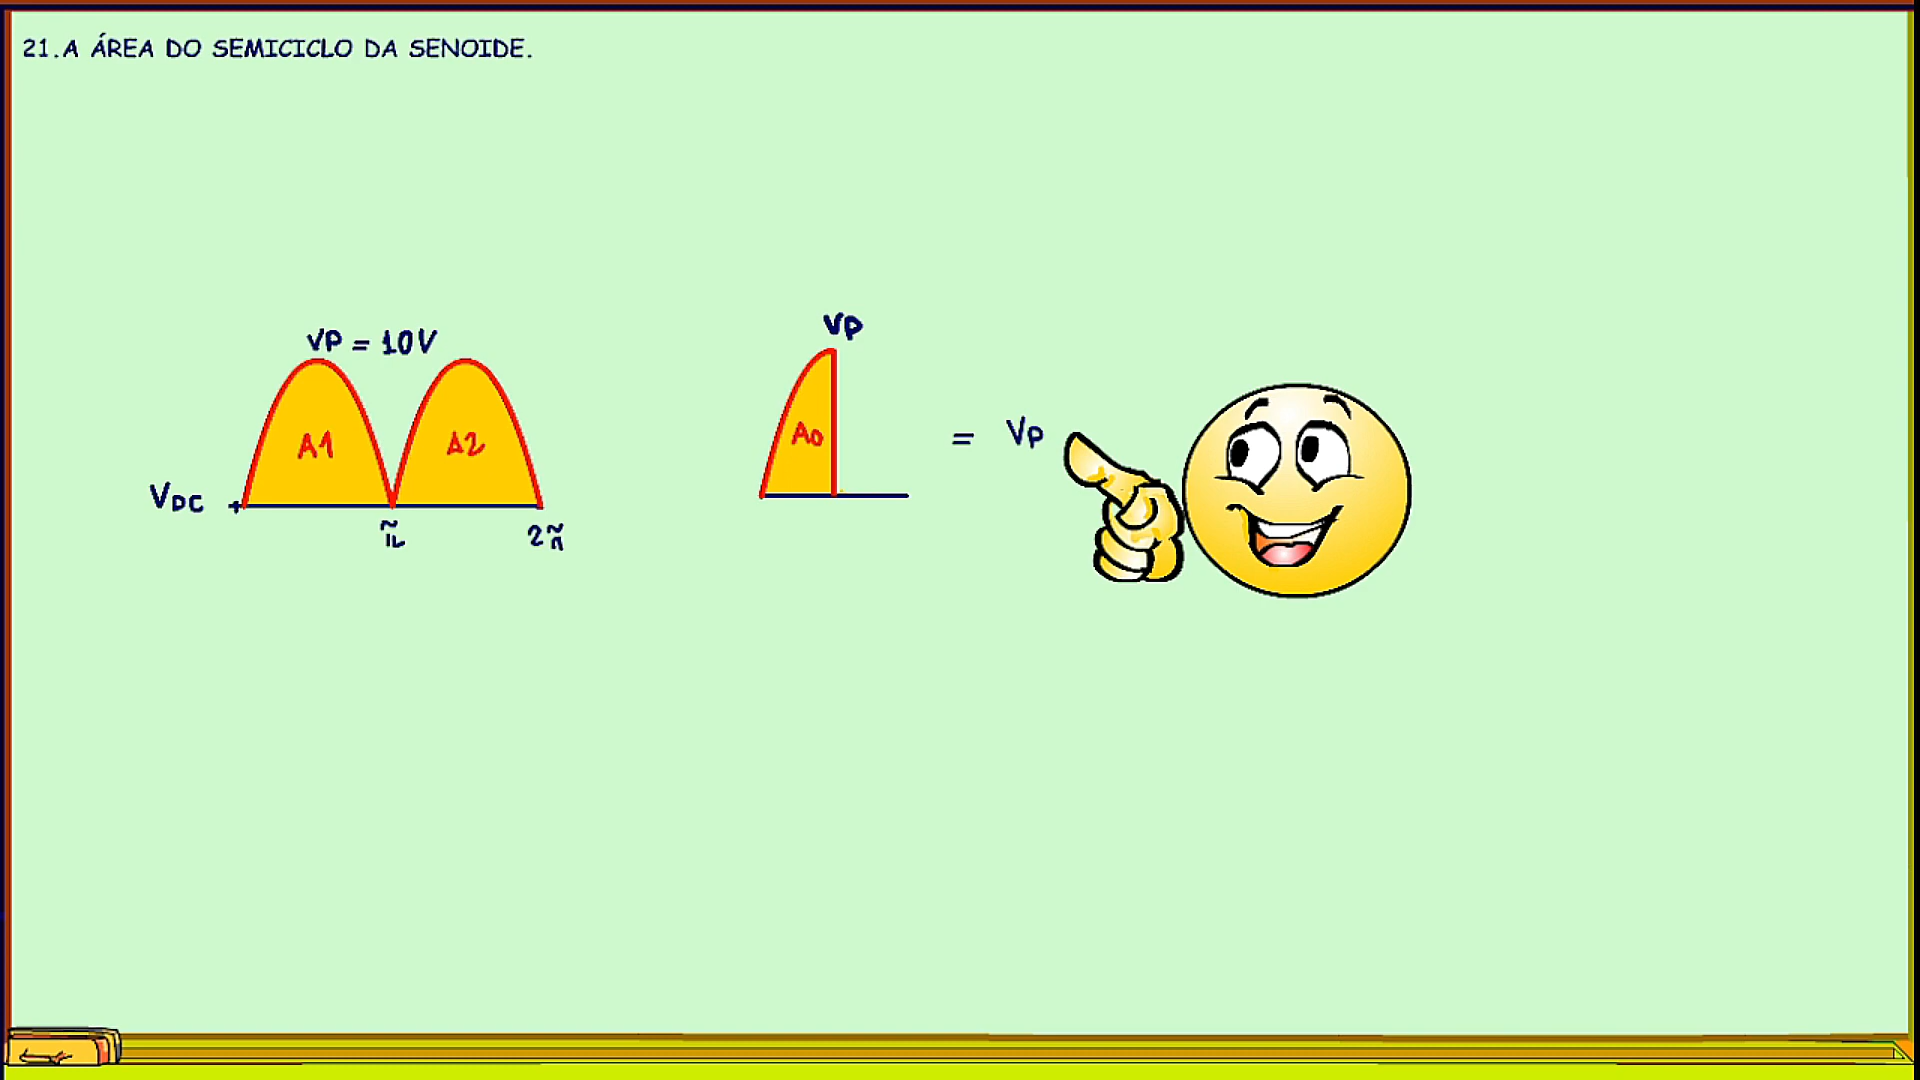 21.A ÁREA DO SEMICICLO DA SENOIDE.
VP = 10V
A1
A2
VDC
π
2π
VP
A0
= VP